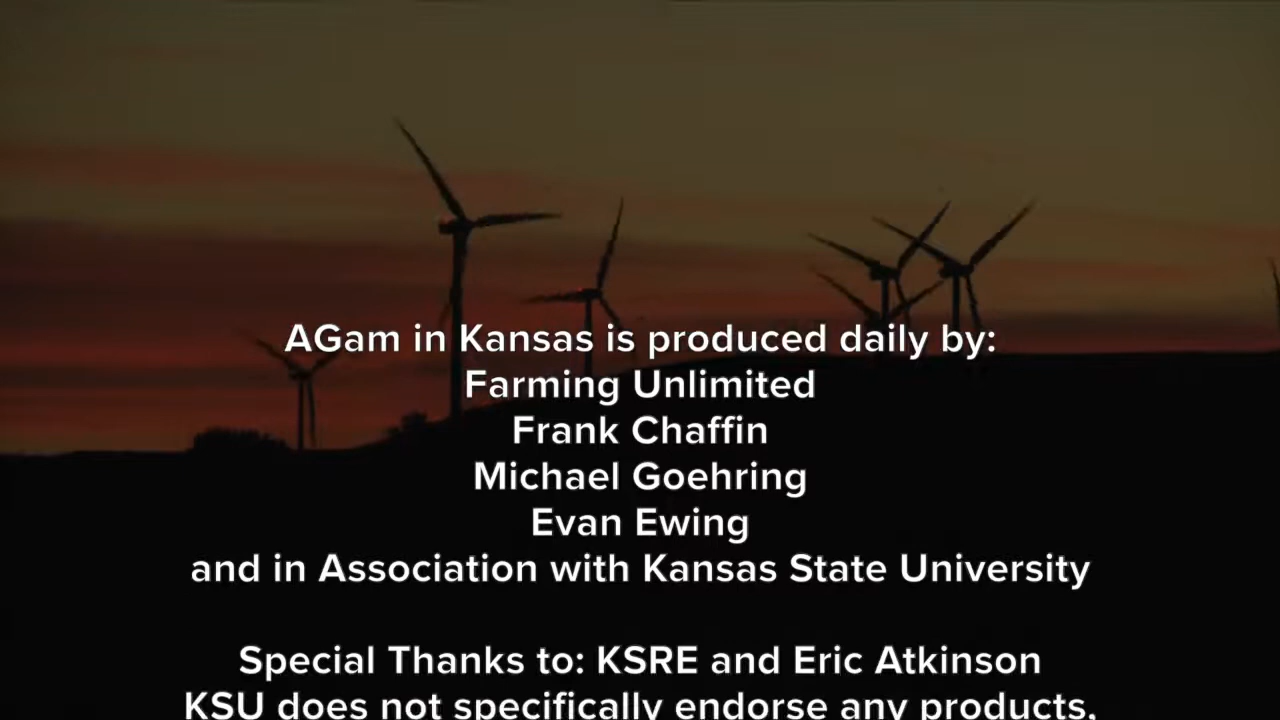 AGam in Kansas is produced daily by:
Farming Unlimited
Frank Chaffin
Michael Goehring
Evan Ewing
and in Association with Kansas State University
Special Thanks to: KSRE and Eric Atkinson
KSU does not specifically endorse any products,